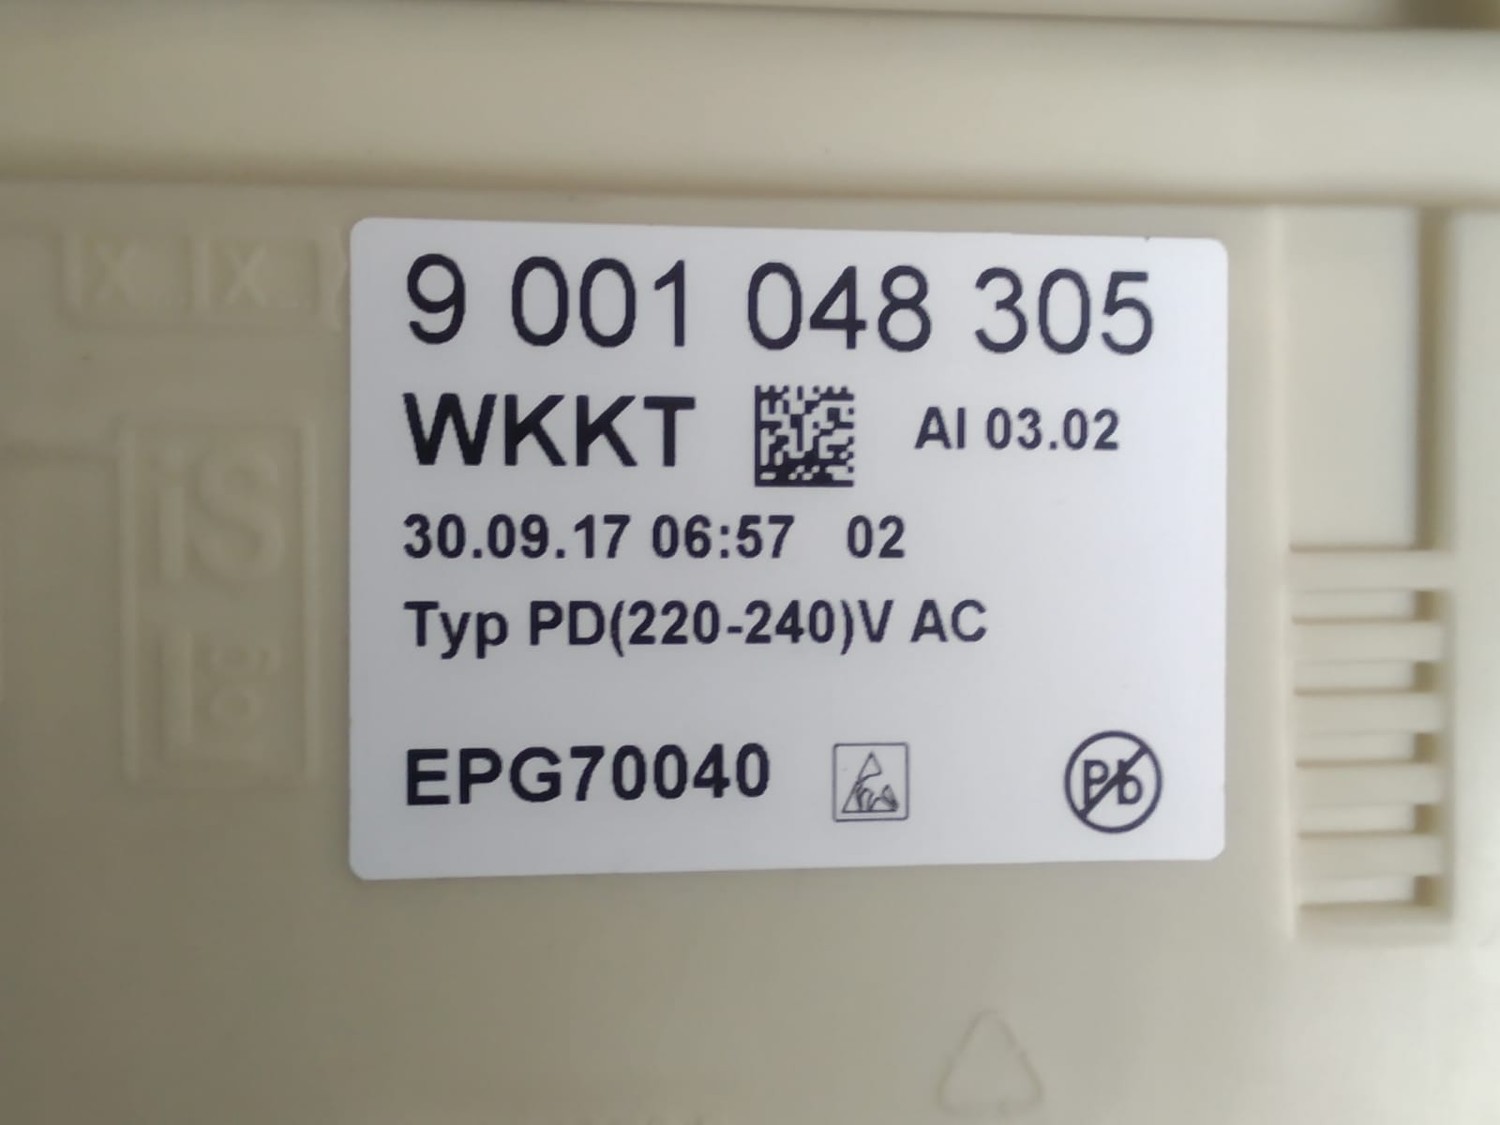 9 001 048 305
WKKT AI 03.02
30.09.17 06:57 02
Typ PD(220-240)V AC
EPG70040
Pb